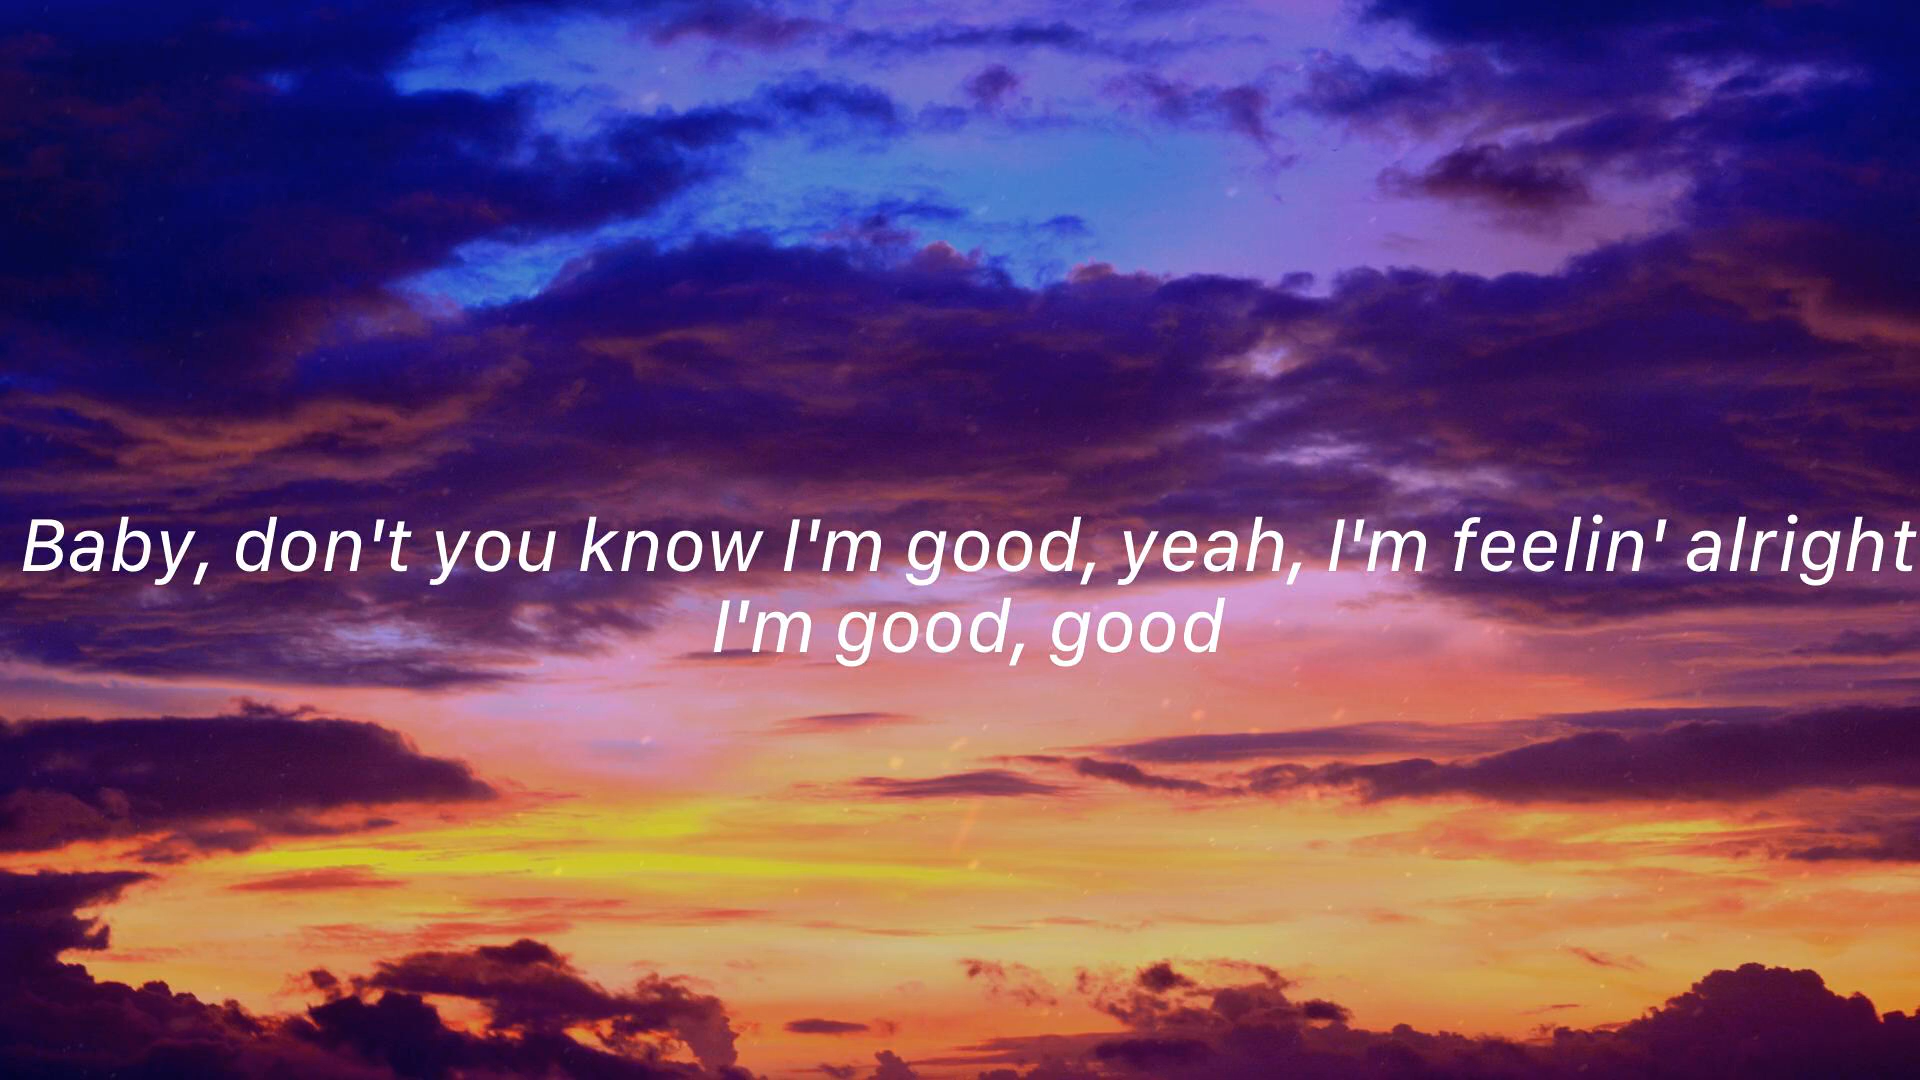 Baby, don't you know I'm good, yeah, I'm feelin' alright
I'm good, good